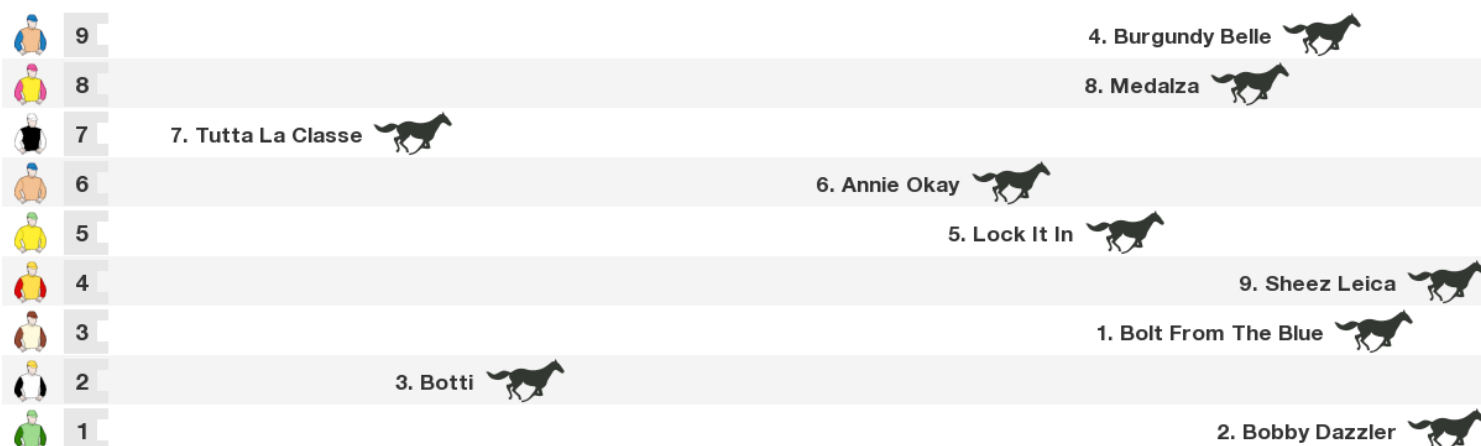 9 4. Burgundy Belle
8 8. Medalza
7 7. Tutta La Classe
6 6. Annie Okay
5 5. Lock It In
4 9. Sheez Leica
3 1. Bolt From The Blue
2 3. Botti
1 2. Bobby Dazzler